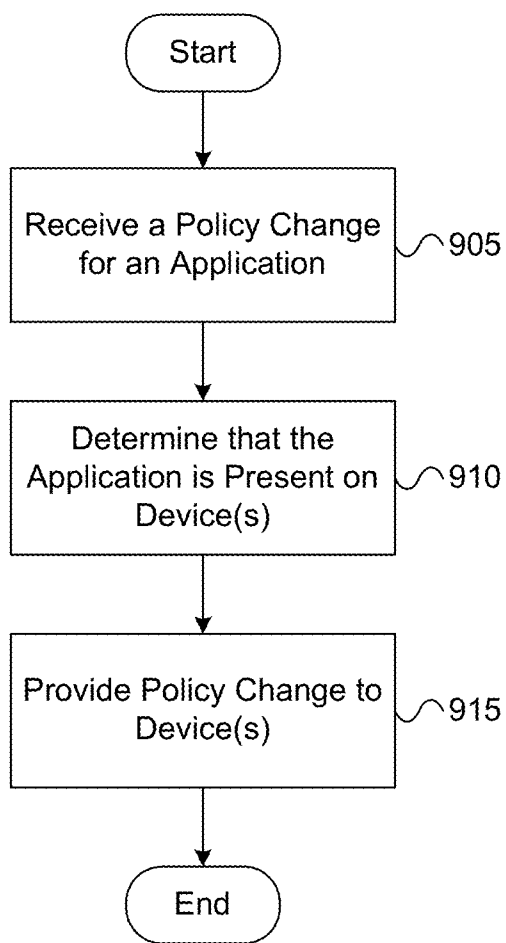 Start
Receive a Policy Change
for an Application
905
Determine that the
Application is Present on
Device(s)
910
Provide Policy Change to
Device(s)
915
End